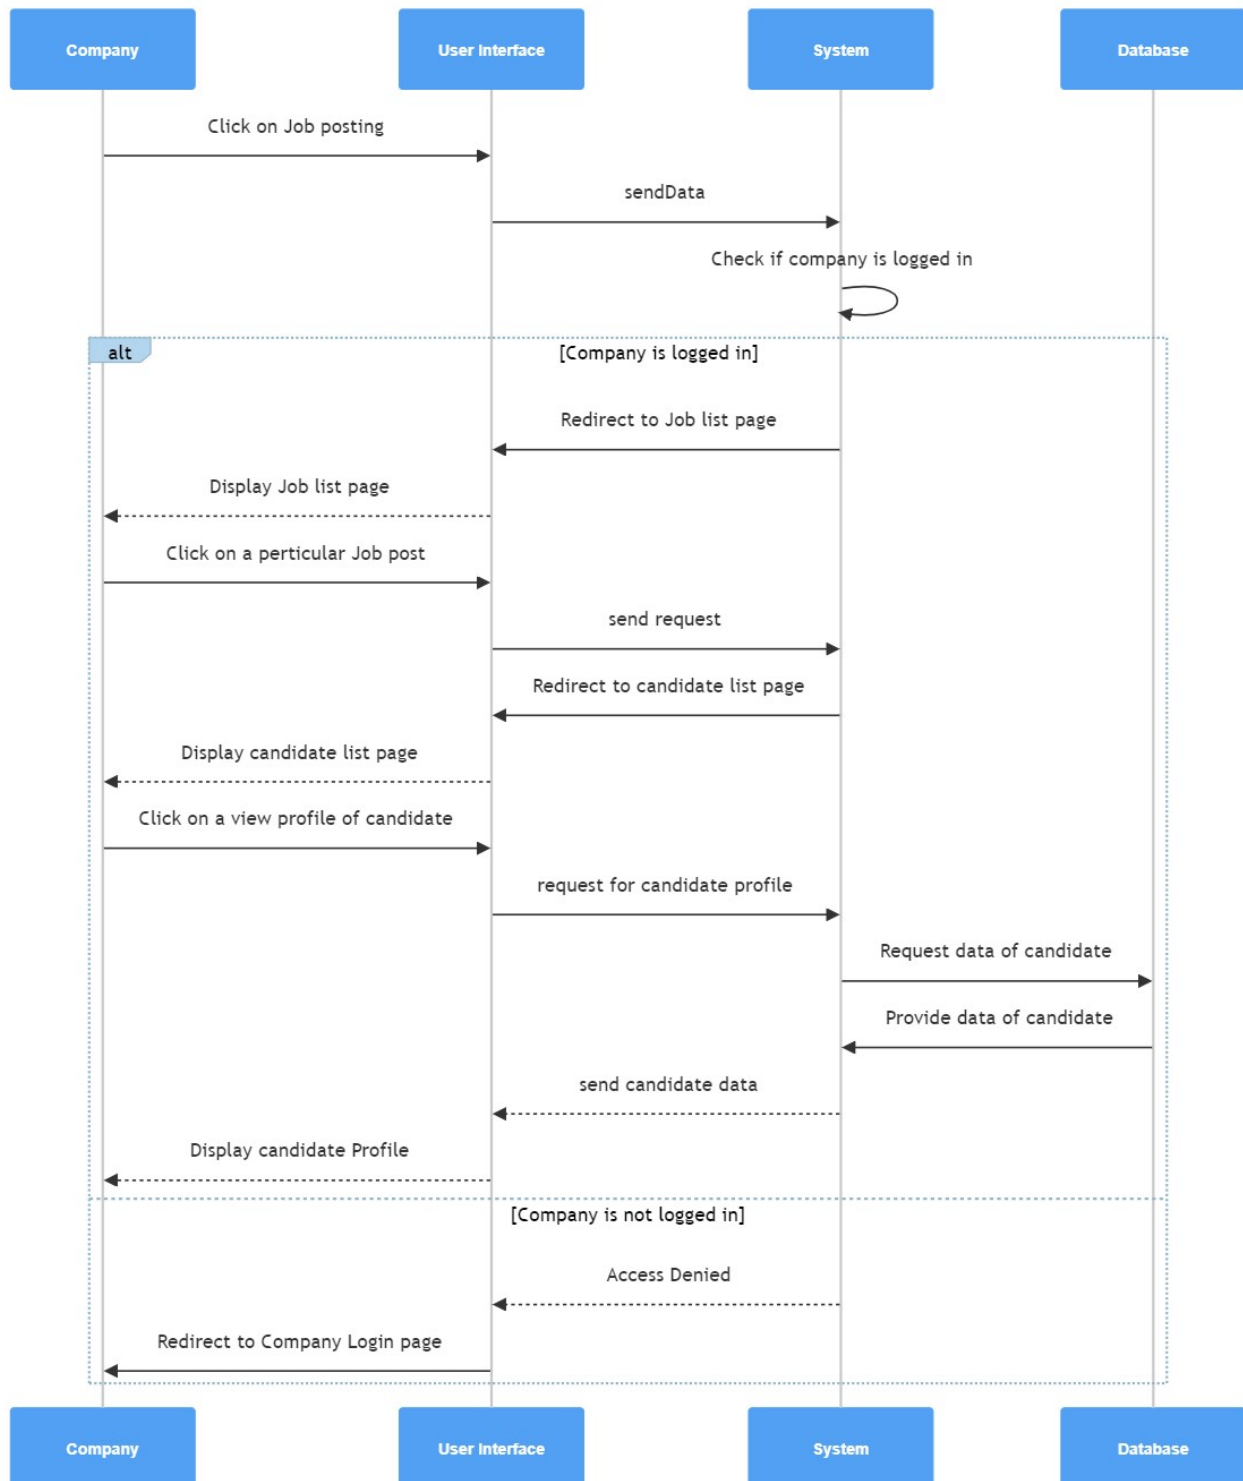 Company
User Interface
System
Database
Click on Job posting
sendData
Check if company is logged in
alt
[Company is logged in]
Redirect to Job list page
Display Job list page
Click on a perticular Job post
send request
Redirect to candidate list page
Display candidate list page
Click on a view profile of candidate
request for candidate profile
Request data of candidate
Provide data of candidate
send candidate data
Display candidate Profile
[Company is not logged in]
Access Denied
Redirect to Company Login page
Company
User Interface
System
Database